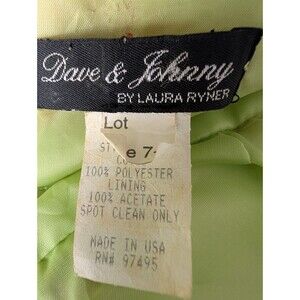 Dave & Johnny
BY LAURA RYNER
Lot
e 7-
100% POLYESTER
LINING
100% ACETATE
SPOT CLEAN ONLY
MADE IN USA
RN# 97495